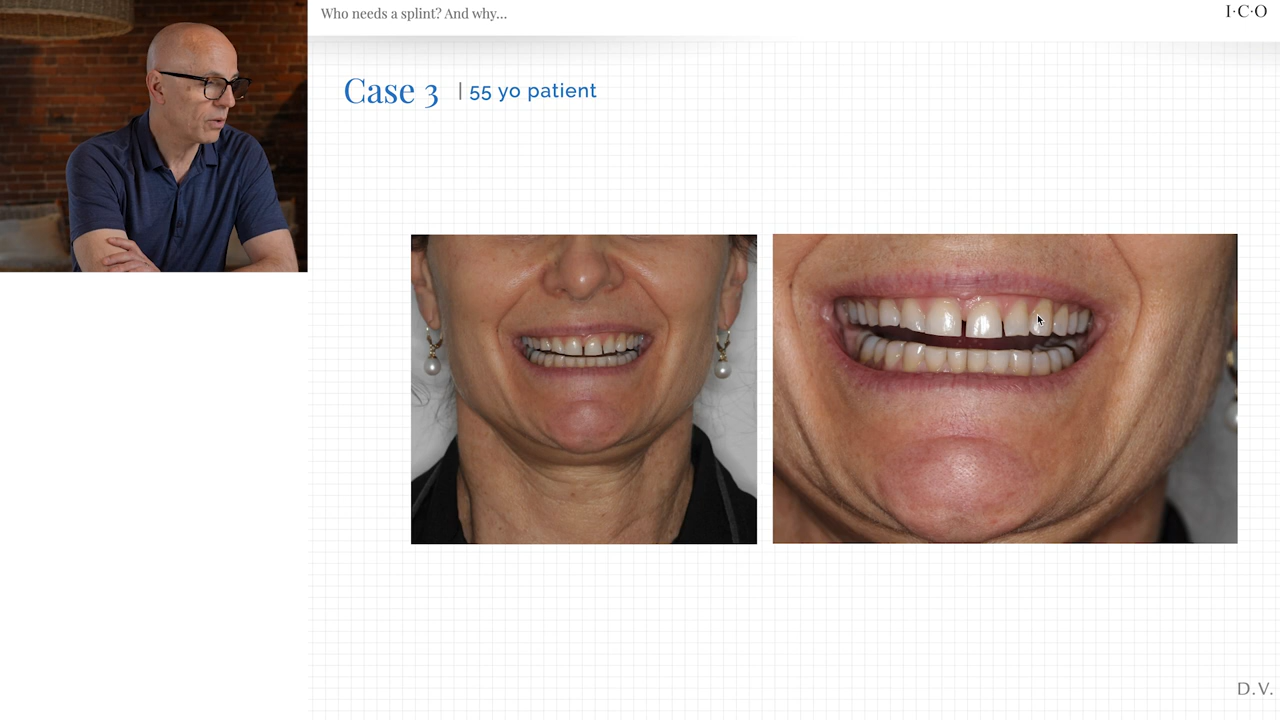 Who needs a splint? And why...
I·C·O
Case 3 | 55 yo patient
D.V.